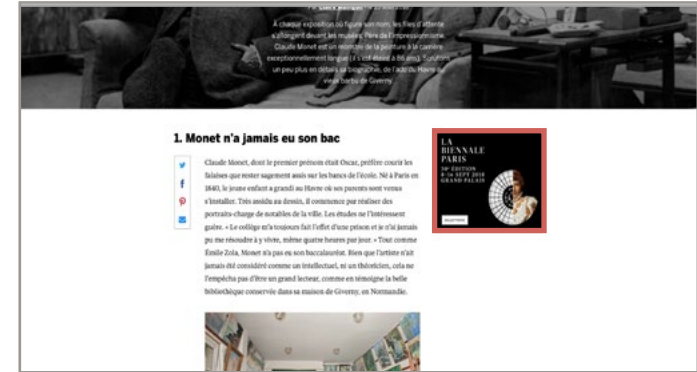 À chaque exposition où figure son nom, les files d'attente
s'allongent devant les musées. Père de l'impressionnisme,
Claude Monet est un monstre de la peinture à la carrière
exceptionnellement longue (il s'est éteint à 86 ans). Scrutons
un peu plus en détails sa biographie, de l'ado du Havre au
vieux barbu de Giverny.
1. Monet n'a jamais eu son bac
Claude Monet, dont le premier prénom était Oscar, préfère courir les
falaises que rester sagement assis sur les bancs de l'école. Né à Paris en
1840, le jeune enfant a grandi au Havre où ses parents sont venus
s'installer. Très assidu au dessin, il commence par réaliser des
portraits-charge de notables de la ville. Les études ne l'intéressent
guère. « Le collège m'a toujours fait l'effet d'une prison et je n'ai jamais
pu me résoudre à y vivre, même quatre heures par jour. » Tout comme
Émile Zola, Monet n'a pas eu son baccalauréat. Bien que l'artiste n'ait
jamais été considéré comme un intellectuel, ni un théoricien, cela ne
l'empêcha pas d'être un grand lecteur, comme en témoigne la belle
bibliothèque conservée dans sa maison de Giverny, en Normandie.
LA
BIENNALE
PARIS
30e ÉDITION
8-16 SEPT 2018
GRAND PALAIS